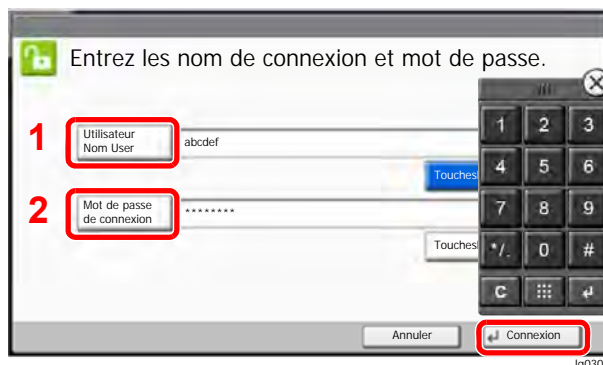 Entrez les nom de connexion et mot de passe.
1
Utilisateur
Nom User
abcdef
1 2 3
Touches
4 5 6
2
Mot de passe
de connexion
********
7 8 9
Touches
*/. 0 #
C
Annuler
Connexion